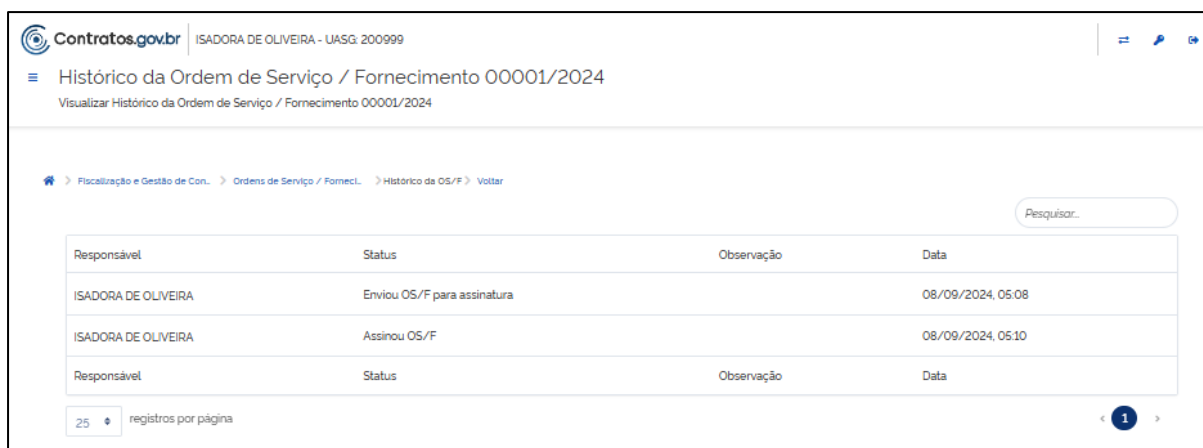 Contratos.gov.br ISADORA DE OLIVEIRA - UASG: 200999
Histórico da Ordem de Serviço / Fornecimento 00001/2024
Visualizar Histórico da Ordem de Serviço / Fornecimento 00001/2024
Fiscalização e Gestão de Con... > Ordens de Serviço / Forneci... > Histórico da OS/F > Voltar
Pesquisar...
Responsável Status Observação Data
ISADORA DE OLIVEIRA Enviou OS/F para assinatura 08/09/2024, 05:08
ISADORA DE OLIVEIRA Assinou OS/F 08/09/2024, 05:10
Responsável Status Observação Data
25 registros por página < 1 >